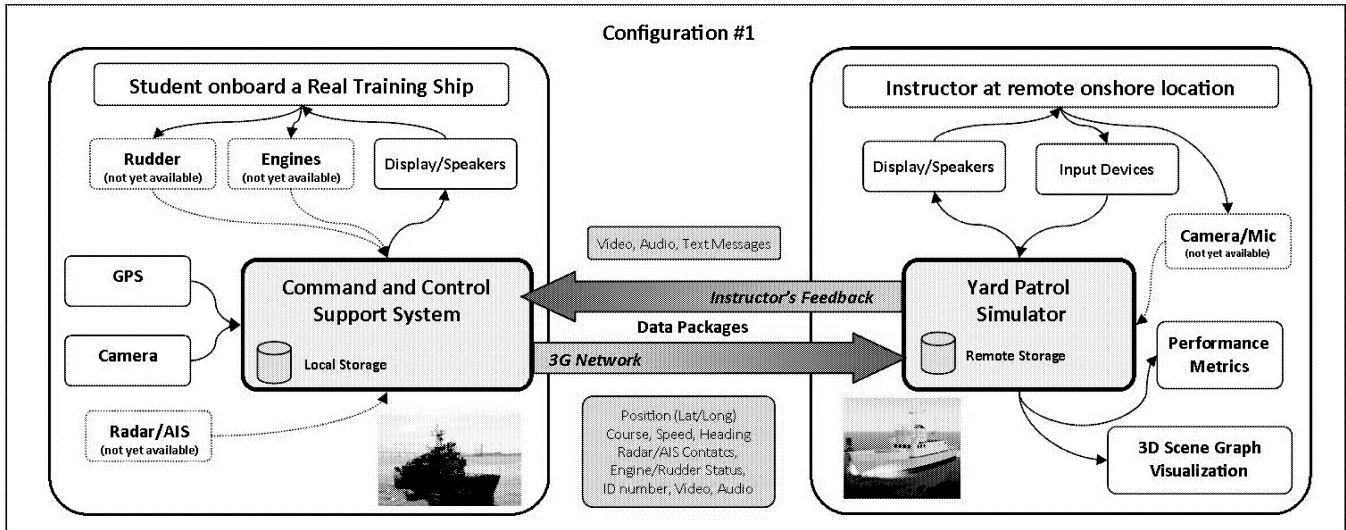 Configuration #1
Student onboard a Real Training Ship
Rudder
(not yet available)
Engines
(not yet available)
Display/Speakers
GPS
Camera
Radar/AIS
(not yet available)
Command and Control
Support System
Local Storage
Video, Audio, Text Messages
Instructor's Feedback
Data Packages
3G Network
Position (Lat/Long)
Course, Speed, Heading
Radar/AIS Contatcs,
Engine/Rudder Status,
ID number, Video, Audio
Instructor at remote onshore location
Display/Speakers
Input Devices
Camera/Mic
(not yet available)
Yard Patrol
Simulator
Remote Storage
Performance
Metrics
3D Scene Graph
Visualization